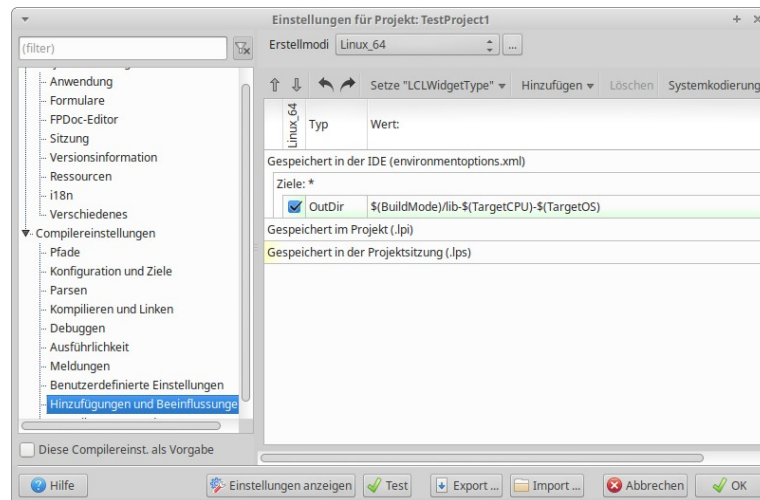 Einstellungen für Projekt: TestProject1
(filter)
Erstellmodi Linux_64 ...
Anwendung
Formulare
FPDoc-Editor
Sitzung
Versionsinformation
Ressourcen
i18n
Verschiedenes
Compilereinstellungen
Pfade
Konfiguration und Ziele
Parsen
Kompilieren und Linken
Debuggen
Ausführlichkeit
Meldungen
Benutzerdefinierte Einstellungen
Hinzufügungen und Beeinflussunge
Diese Compilereinst. als Vorgabe
Setze "LCLWidgetType" Hinzufügen Löschen Systemkodierung
Linux_64 Typ Wert:
Gespeichert in der IDE (environmentoptions.xml)
Ziele: *
OutDir $(BuildMode)/lib-$(TargetCPU)-$(TargetOS)
Gespeichert im Projekt (.lpi)
Gespeichert in der Projektsitzung (.lps)
Hilfe Einstellungen anzeigen Test Export ... Import ... Abbrechen OK